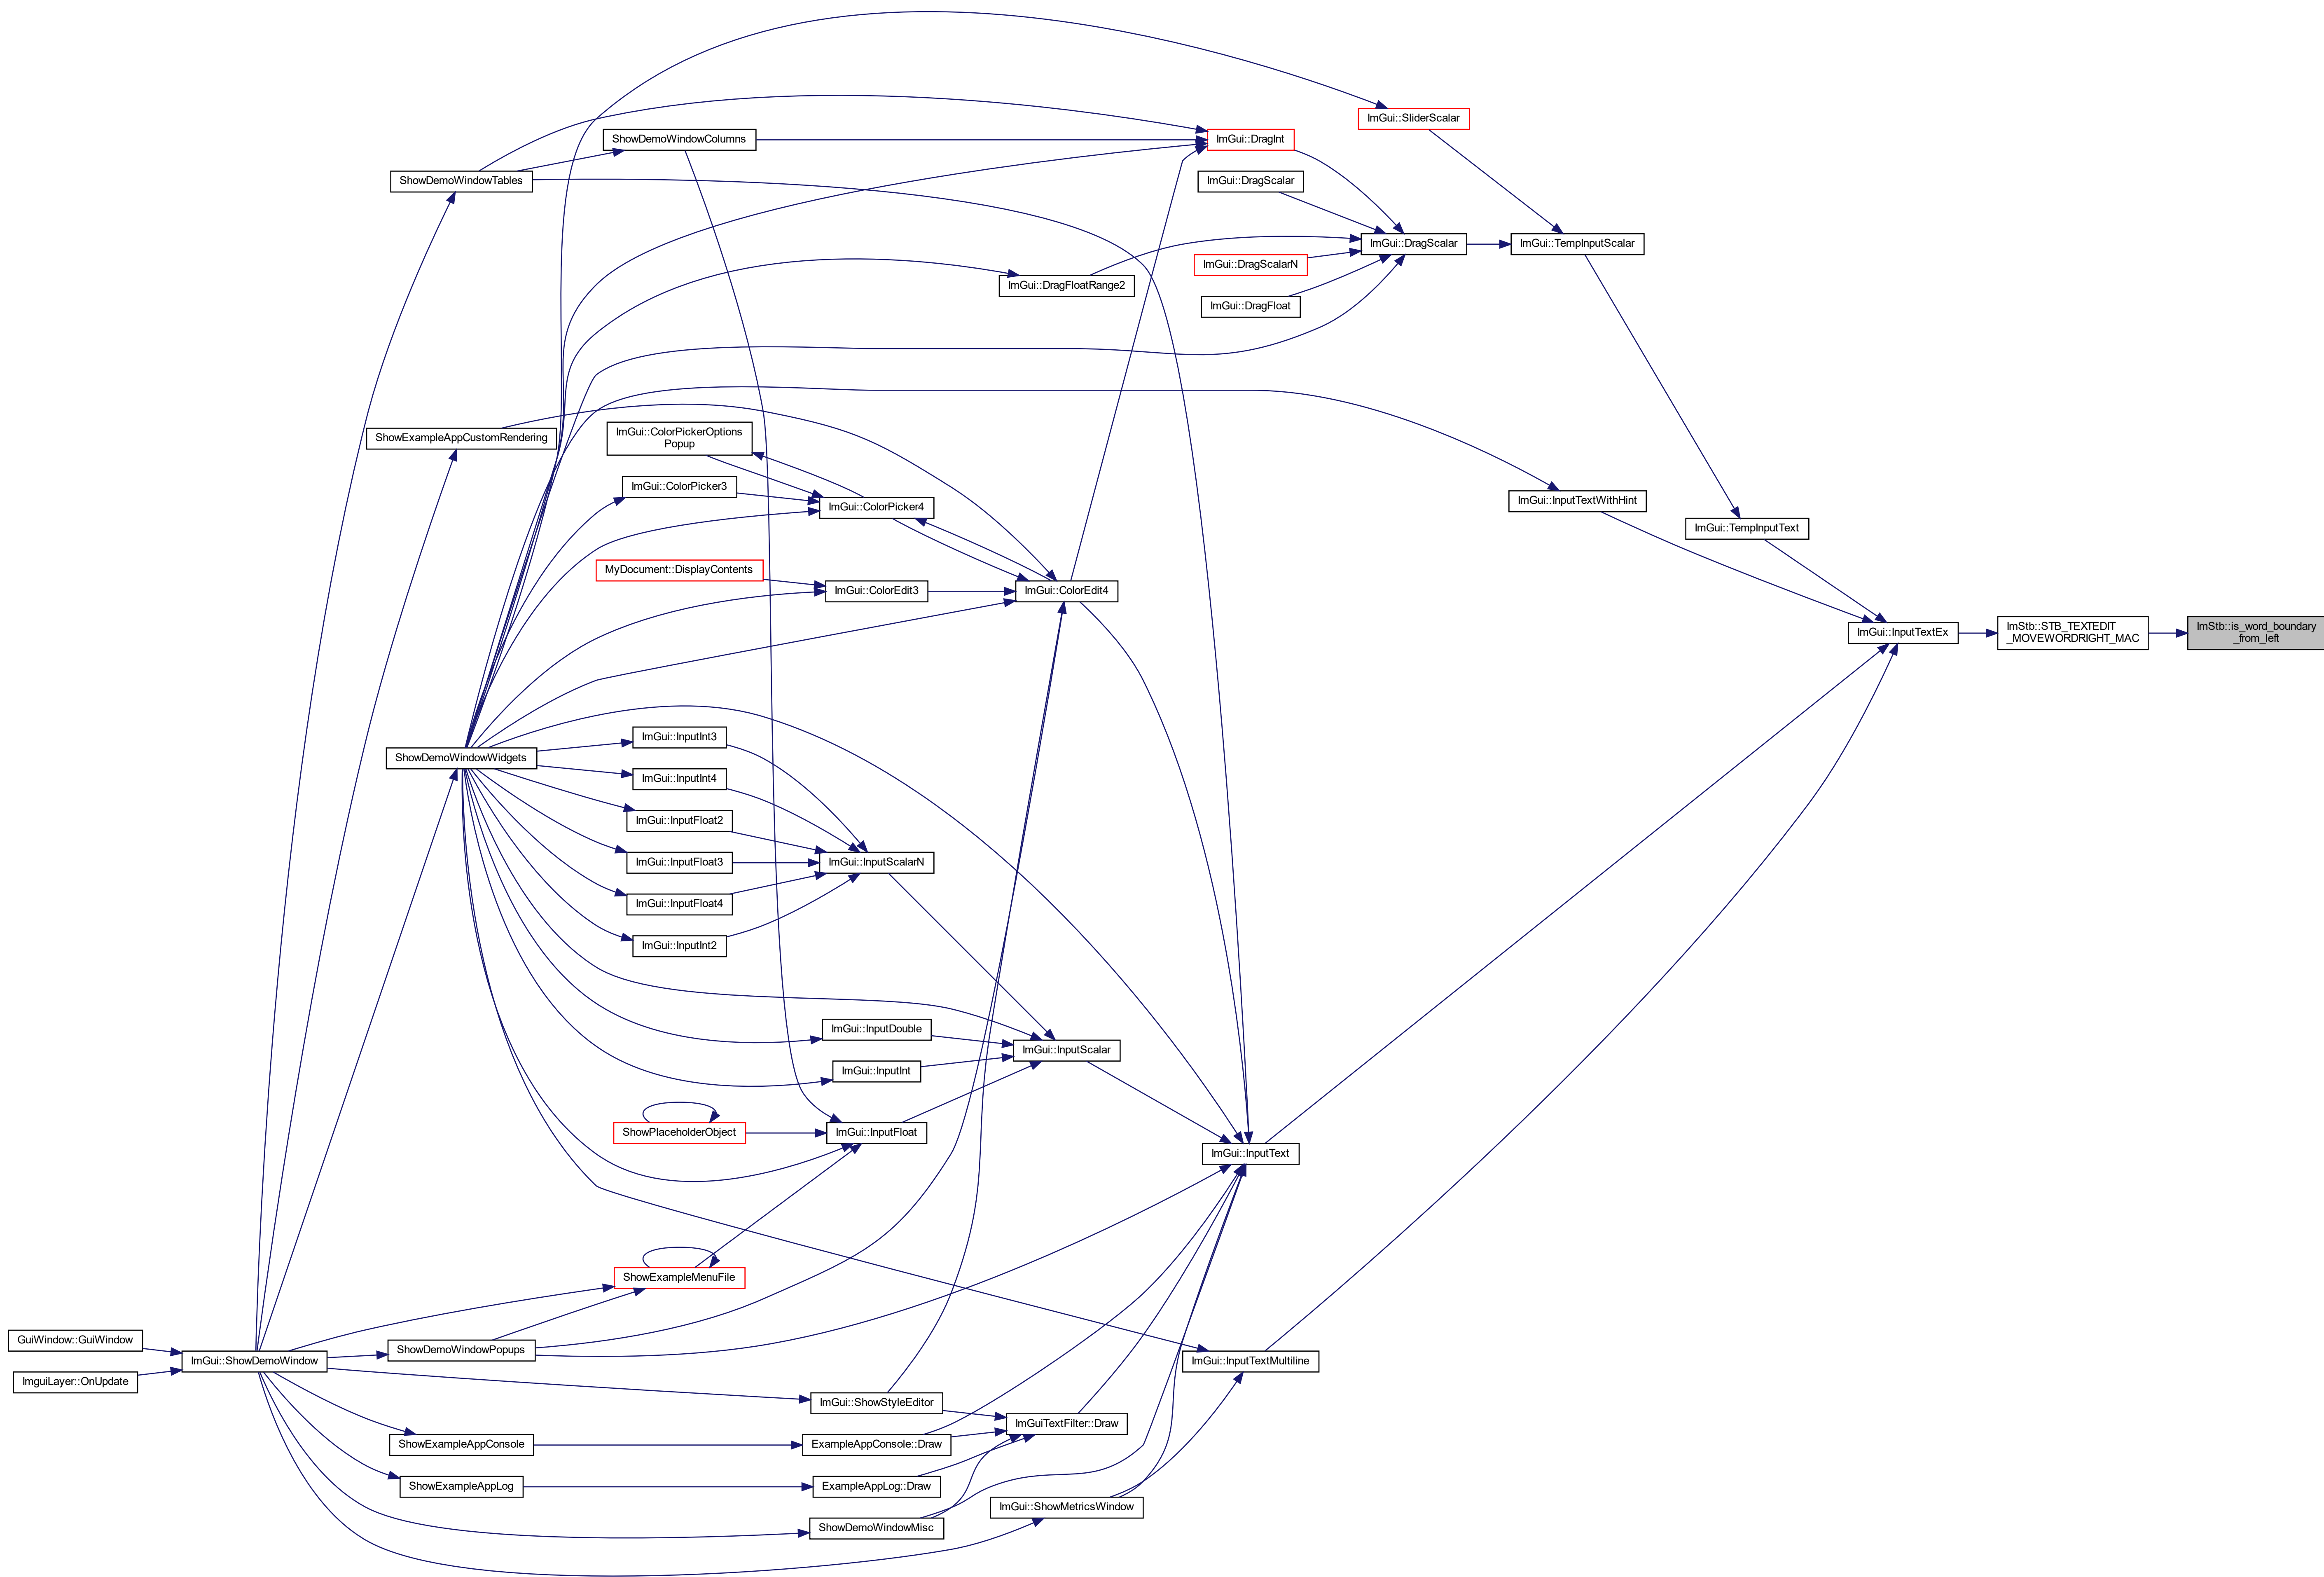 ImGui::SliderScalar
ShowDemoWindowColumns
ImGui::DragInt
ShowDemoWindowTables
ImGui::DragScalar
ImGui::DragScalar
ImGui::TempInputScalar
ImGui::DragScalarN
ImGui::DragFloatRange2
ImGui::DragFloat
ShowExampleAppCustomRendering
ImGui::ColorPickerOptions
Popup
ImGui::ColorPicker3
ImGui::ColorPicker4
ImGui::InputTextWithHint
ImGui::TempInputText
MyDocument::DisplayContents
ImGui::ColorEdit3
ImGui::ColorEdit4
ImGui::InputTextEx
ImStb::STB_TEXTEDIT
_MOVEWORDRIGHT_MAC
ImStb::is_word_boundary
_from_left
ImGui::InputInt3
ShowDemoWindowWidgets
ImGui::InputInt4
ImGui::InputFloat2
ImGui::InputFloat3
ImGui::InputScalarN
ImGui::InputFloat4
ImGui::InputInt2
ImGui::InputDouble
ImGui::InputScalar
ImGui::InputInt
ShowPlaceholderObject
ImGui::InputFloat
ImGui::InputText
ShowExampleMenuFile
GuiWindow::GuiWindow
ImGui::ShowDemoWindow
ShowDemoWindowPopups
ImGui::InputTextMultiline
ImguiLayer::OnUpdate
ImGui::ShowStyleEditor
ImGuiTextFilter::Draw
ShowExampleAppConsole
ExampleAppConsole::Draw
ShowExampleAppLog
ExampleAppLog::Draw
ImGui::ShowMetricsWindow
ShowDemoWindowMisc